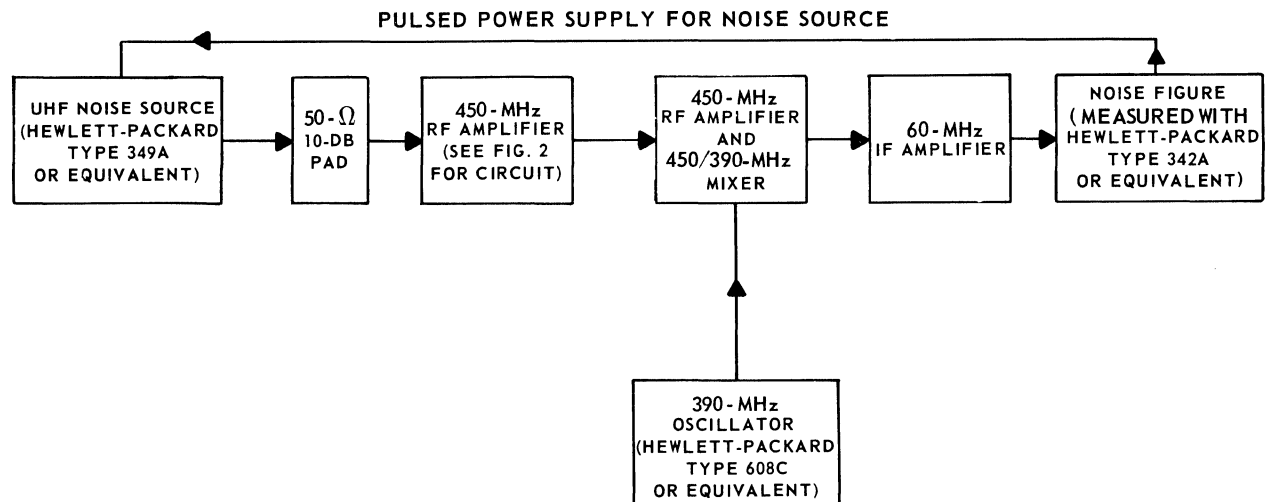 PULSED POWER SUPPLY FOR NOISE SOURCE
UHF NOISE SOURCE
(HEWLETT-PACKARD
TYPE 349A
OR EQUIVALENT)
50-Ω
10-DB
PAD
450-MHz
RF AMPLIFIER
(SEE FIG. 2
FOR CIRCUIT)
450-MHz
RF AMPLIFIER
AND
450/390-MHz
MIXER
60-MHz
IF AMPLIFIER
NOISE FIGURE
(MEASURED WITH
HEWLETT-PACKARD
TYPE 342A
OR EQUIVALENT)
390-MHz
OSCILLATOR
(HEWLETT-PACKARD
TYPE 608C
OR EQUIVALENT)